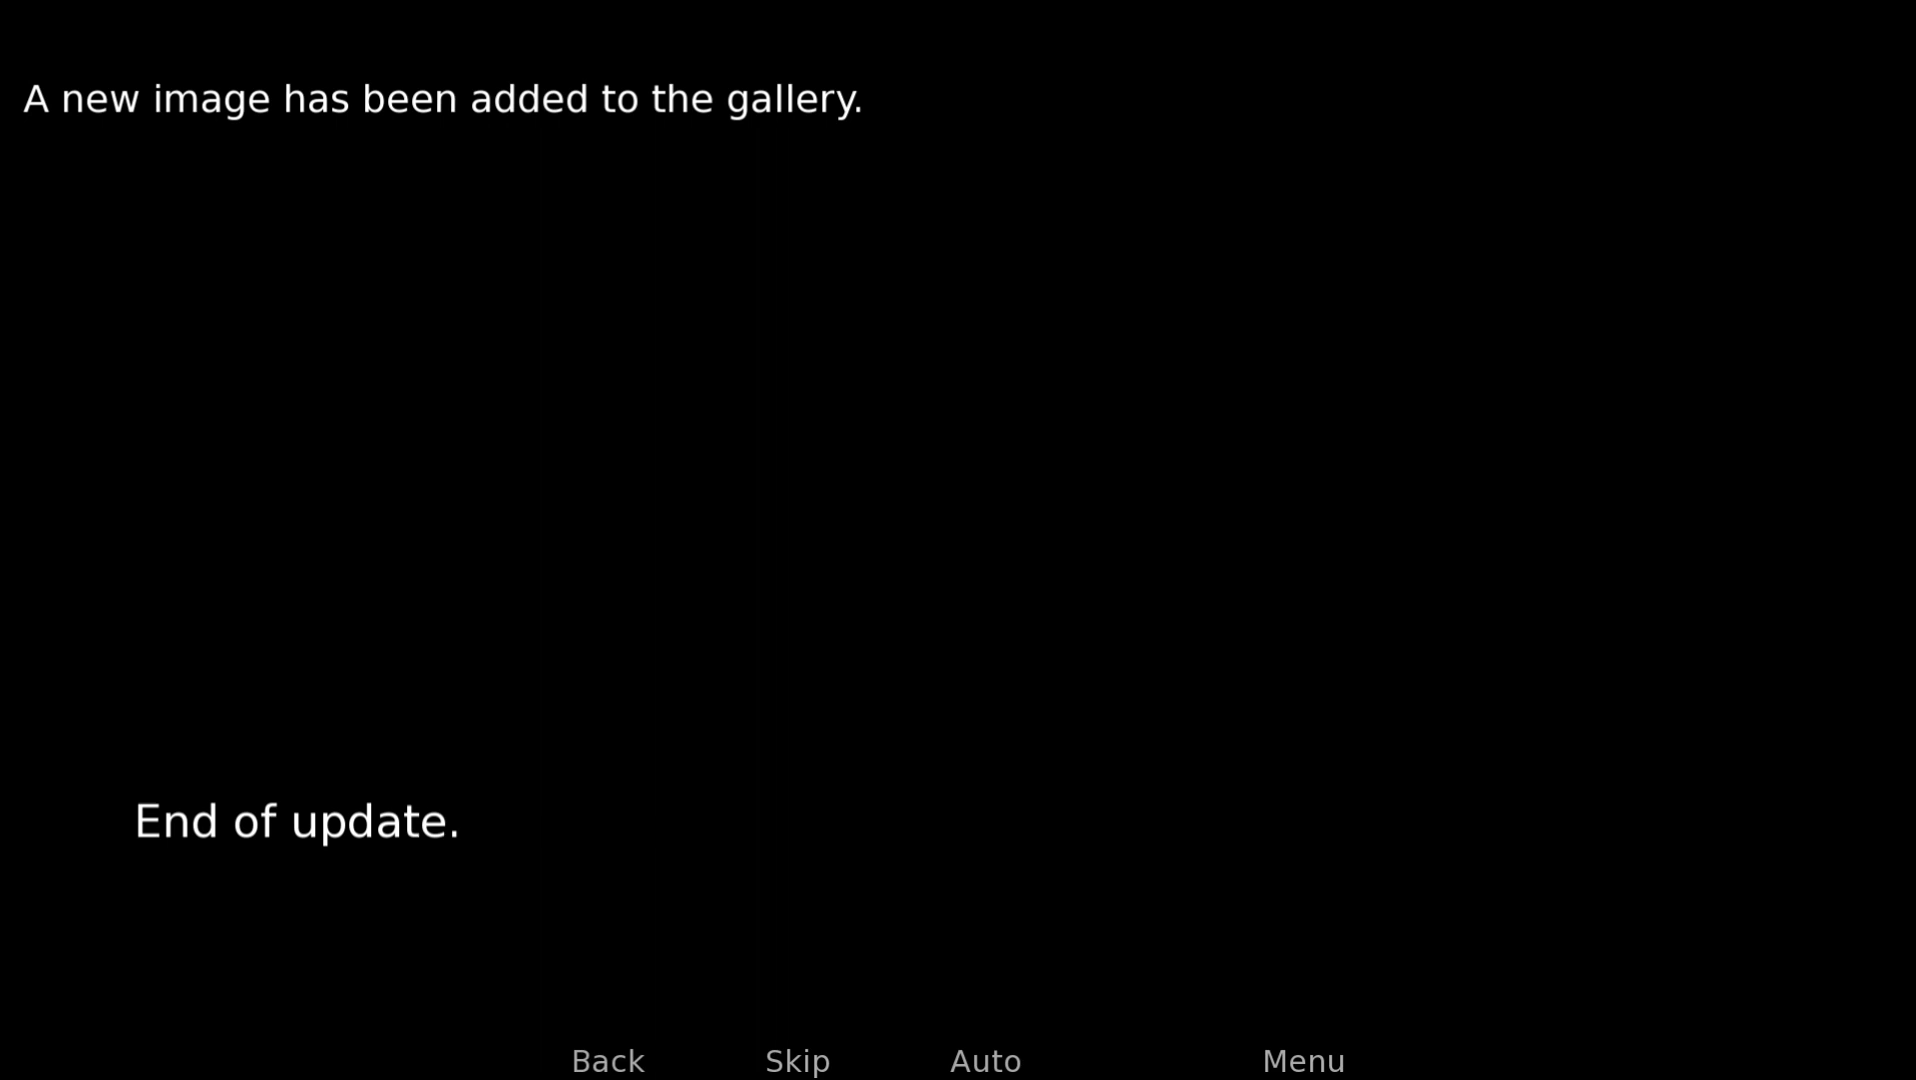 A new image has been added to the gallery.
End of update.
Back Skip Auto Menu